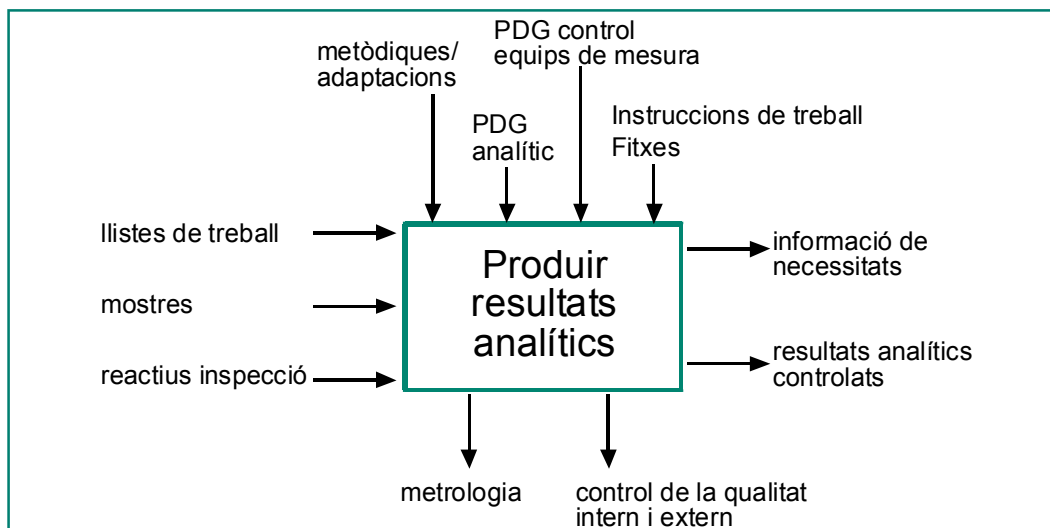 PDG control
equips de mesura
metòdiques/
adaptacions
PDG
analític
Instruccions de treball
Fitxes
llistes de treball
mostres
reactius inspecció
Produir
resultats
analítics
informació de
necessitats
resultats analítics
controlats
metrologia
control de la qualitat
intern i extern